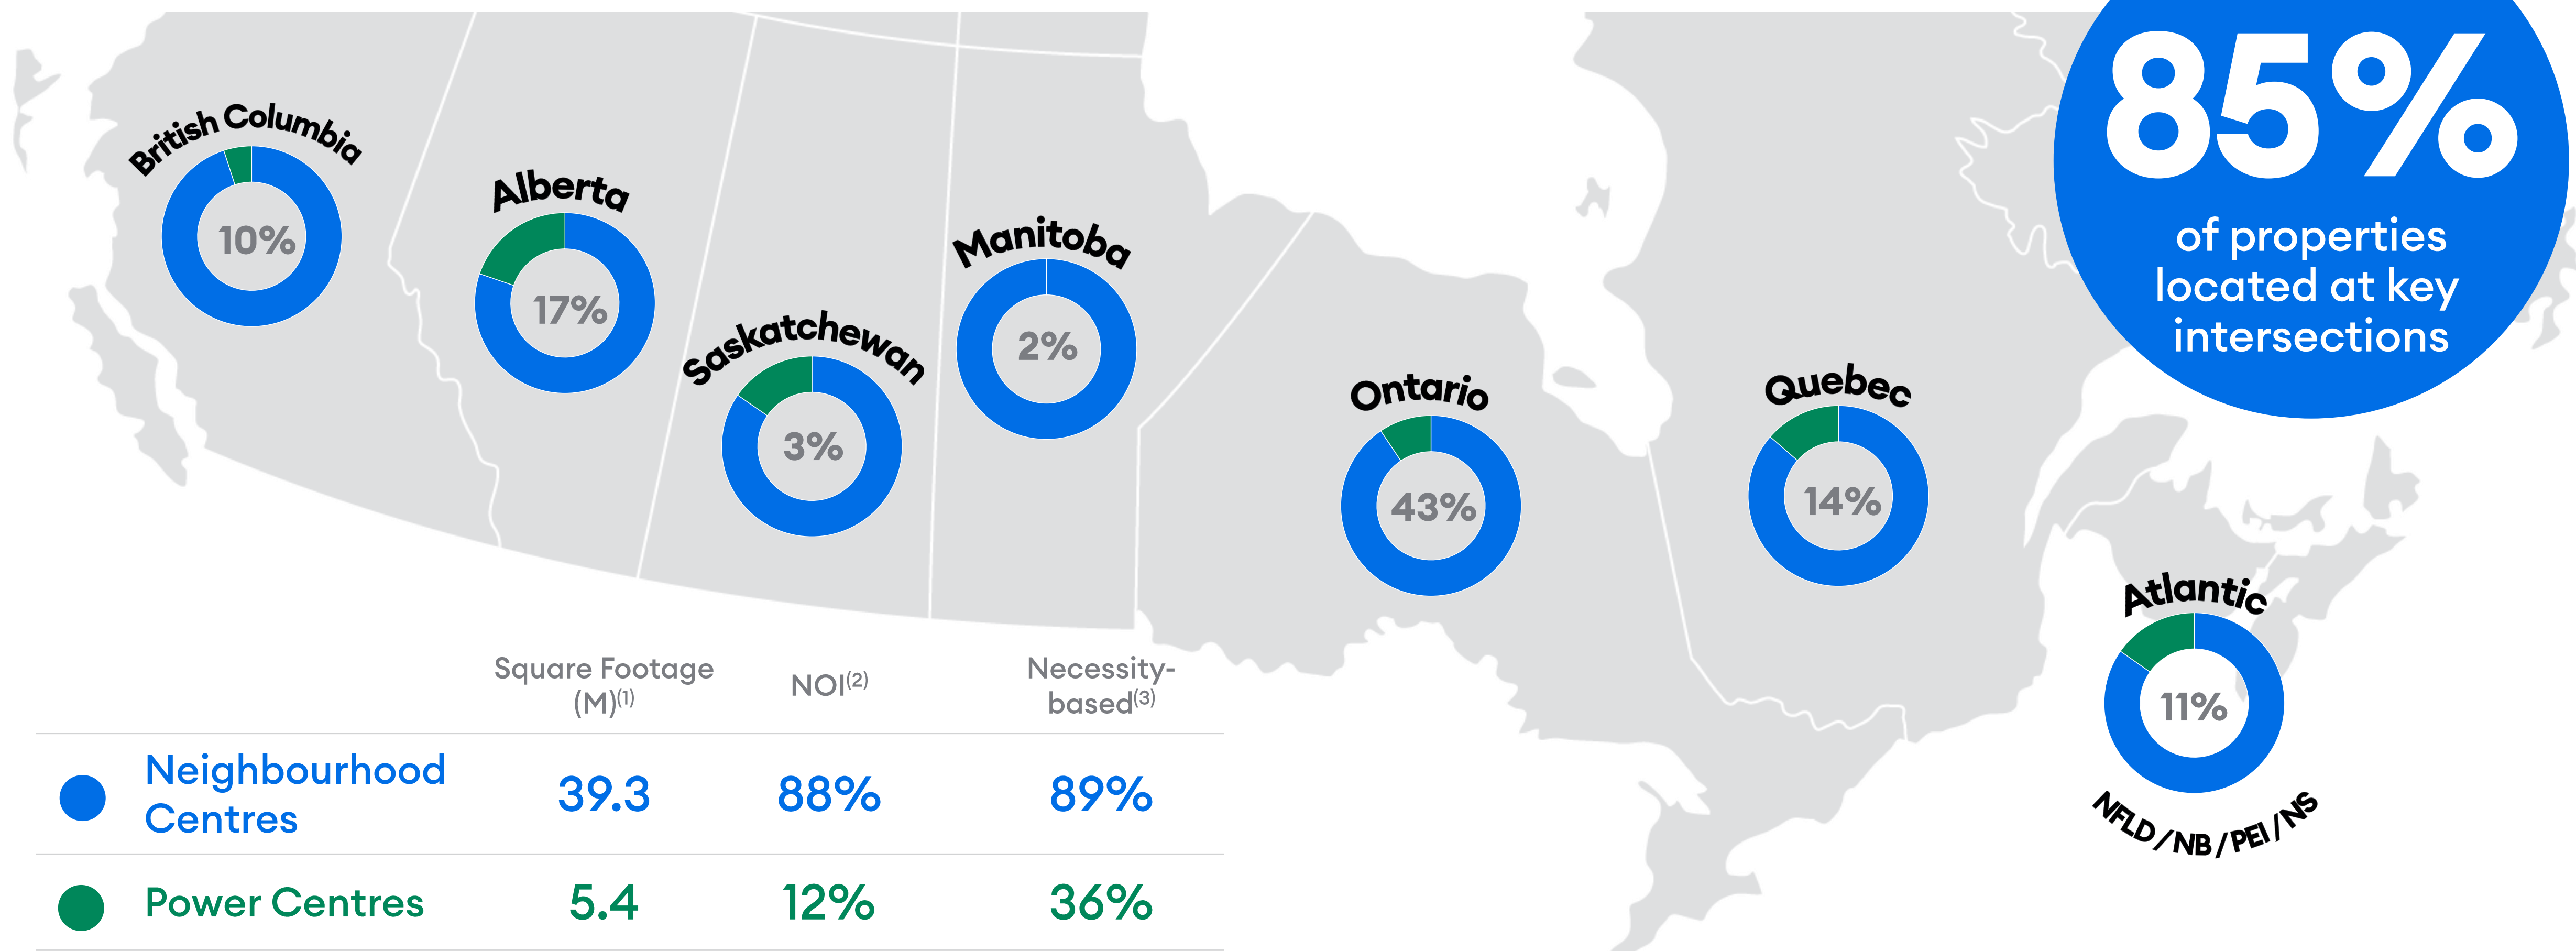 85%
of properties
located at key
intersections
British Columbia
10%
Alberta
17%
Saskatchewan
3%
Manitoba
2%
Ontario
43%
Quebec
14%
Atlantic
11%
NFLD/NB/PEI/NS
Square Footage
(M)(1)
NOI(2)
Necessity-
based(3)
Neighbourhood
Centres
39.3
88%
89%
Power Centres
5.4
12%
36%